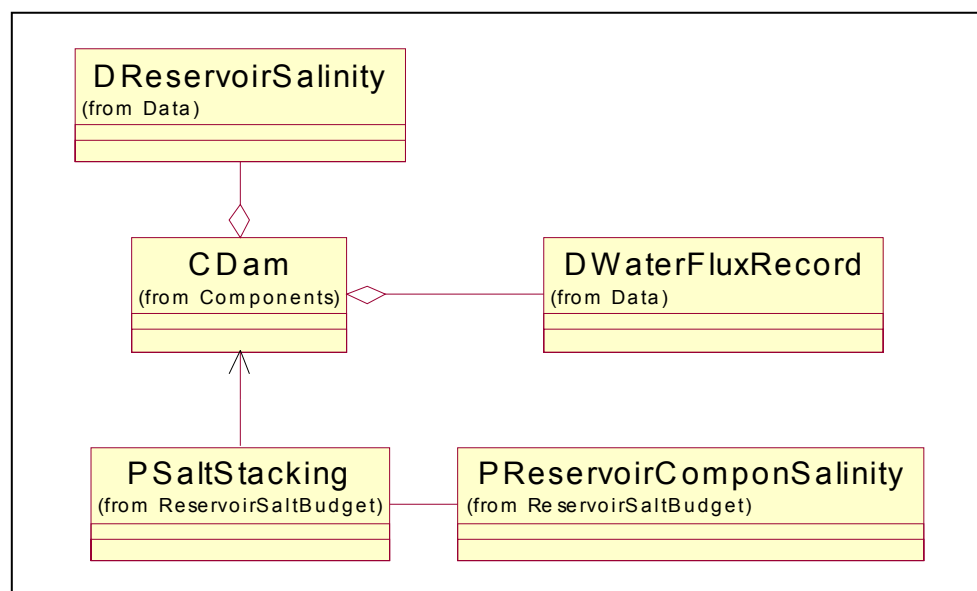 DReservoirSalinity
(from Data)
CDam
(from Components)
DWaterFluxRecord
(from Data)
PSaltStacking
(from ReservoirSaltBudget)
PReservoirComponSalinity
(from ReservoirSaltBudget)